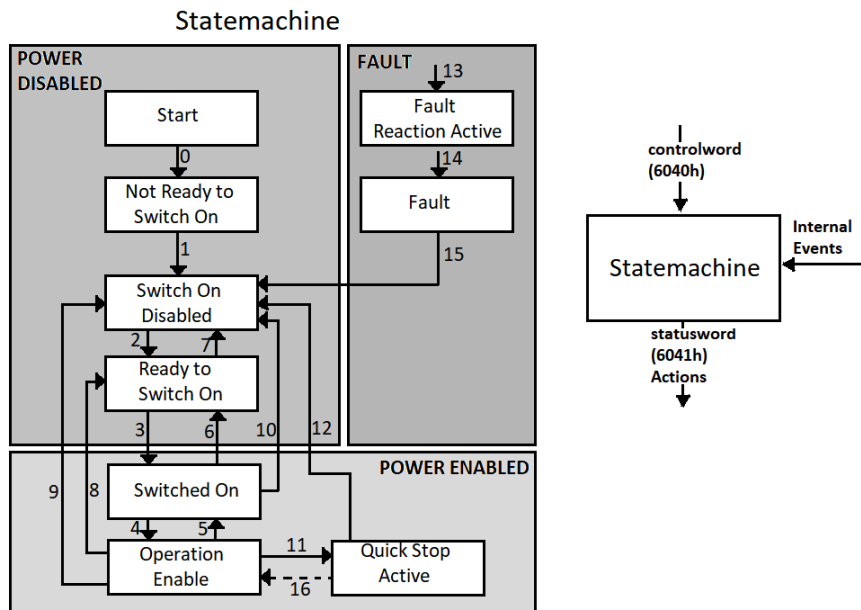 Statemachine
POWER
DISABLED
Start
0
Not Ready to
Switch On
1
Switch On
Disabled
2
7
Ready to
Switch On
3
6
10
12
FAULT
13
Fault
Reaction Active
14
Fault
15
POWER ENABLED
9
8
Switched On
4
5
Operation
Enable
11
16
Quick Stop
Active
controlword
(6040h)
Statemachine
Internal
Events
statusword
(6041h)
Actions